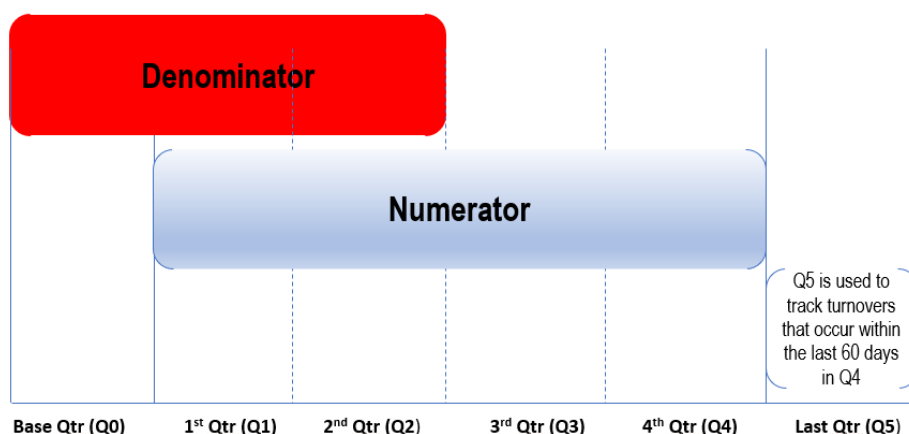 Denominator
Numerator
Q5 is used to
track turnovers
that occur within
the last 60 days
in Q4
Base Qtr (Q0) 1st Qtr (Q1) 2nd Qtr (Q2) 3rd Qtr (Q3) 4th Qtr (Q4) Last Qtr (Q5)